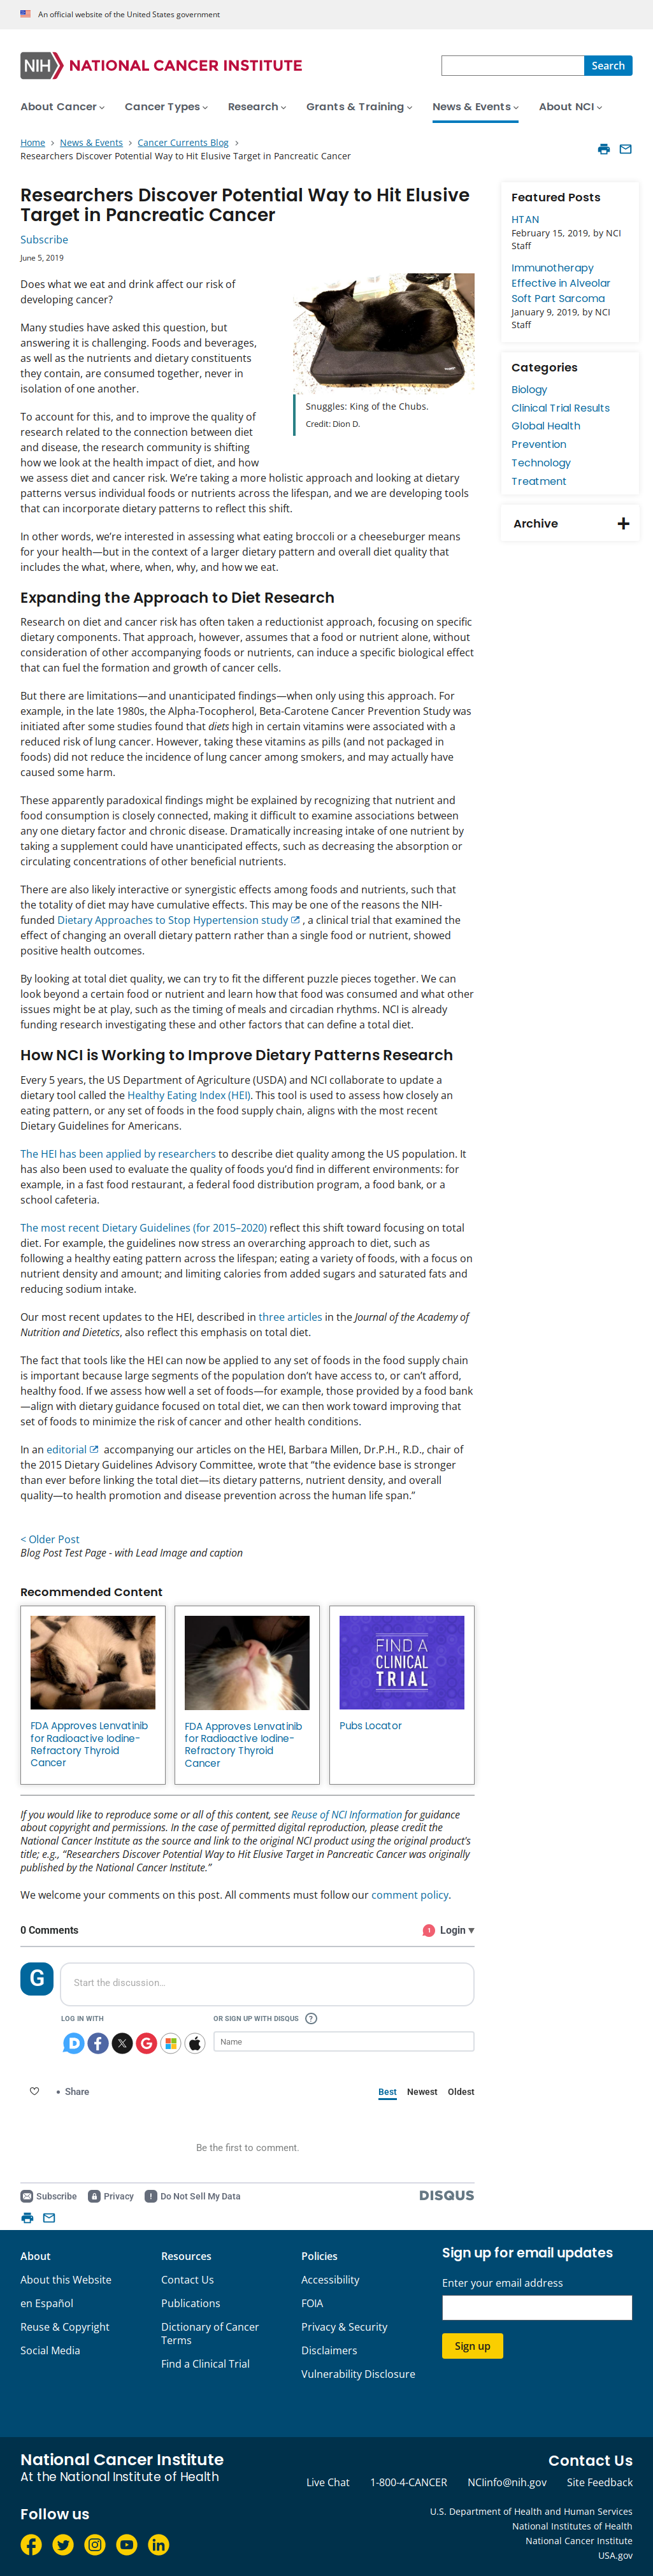 An official website of the United States government
NIH NATIONAL CANCER INSTITUTE
Search
About Cancer
Cancer Types
Research
Grants & Training
News & Events
About NCI
Home › News & Events › Cancer Currents Blog ›
Researchers Discover Potential Way to Hit Elusive Target in Pancreatic Cancer
Researchers Discover Potential Way to Hit Elusive
Target in Pancreatic Cancer
Subscribe
June 5, 2019
Does what we eat and drink affect our risk of
developing cancer?
Many studies have asked this question, but
answering it is challenging. Foods and beverages,
as well as the nutrients and dietary constituents
they contain, are consumed together, never in
isolation of one another.
Snuggles: King of the Chubs.
Credit: Dion D.
To account for this, and to improve the quality of
research related to the connection between diet
and disease, the research community is shifting
how we look at the health impact of diet, and how
we assess diet and cancer risk. We’re taking a more holistic approach and looking at dietary
patterns versus individual foods or nutrients across the lifespan, and we are developing tools
that can incorporate dietary patterns to reflect this shift.
In other words, we’re interested in assessing what eating broccoli or a cheeseburger means
for your health—but in the context of a larger dietary pattern and overall diet quality that
includes the what, where, when, why, and how we eat.
Expanding the Approach to Diet Research
Research on diet and cancer risk has often taken a reductionist approach, focusing on specific
dietary components. That approach, however, assumes that a food or nutrient alone, without
consideration of other accompanying foods or nutrients, can induce a specific biological effect
that can fuel the formation and growth of cancer cells.
But there are limitations—and unanticipated findings—when only using this approach. For
example, in the late 1980s, the Alpha-Tocopherol, Beta-Carotene Cancer Prevention Study was
initiated after some studies found that diets high in certain vitamins were associated with a
reduced risk of lung cancer. However, taking these vitamins as pills (and not packaged in
foods) did not reduce the incidence of lung cancer among smokers, and may actually have
caused some harm.
These apparently paradoxical findings might be explained by recognizing that nutrient and
food consumption is closely connected, making it difficult to examine associations between
any one dietary factor and chronic disease. Dramatically increasing intake of one nutrient by
taking a supplement could have unanticipated effects, such as decreasing the absorption or
circulating concentrations of other beneficial nutrients.
There are also likely interactive or synergistic effects among foods and nutrients, such that
the totality of diet may have cumulative effects. This may be one of the reasons the NIH-
funded Dietary Approaches to Stop Hypertension study , a clinical trial that examined the
effect of changing an overall dietary pattern rather than a single food or nutrient, showed
positive health outcomes.
By looking at total diet quality, we can try to fit the different puzzle pieces together. We can
look beyond a certain food or nutrient and learn how that food was consumed and what other
issues might be at play, such as the timing of meals and circadian rhythms. NCI is already
funding research investigating these and other factors that can define a total diet.
How NCI is Working to Improve Dietary Patterns Research
Every 5 years, the US Department of Agriculture (USDA) and NCI collaborate to update a
dietary tool called the Healthy Eating Index (HEI). This tool is used to assess how closely an
eating pattern, or any set of foods in the food supply chain, aligns with the most recent
Dietary Guidelines for Americans.
The HEI has been applied by researchers to describe diet quality among the US population. It
has also been used to evaluate the quality of foods you’d find in different environments: for
example, in a fast food restaurant, a federal food distribution program, a food bank, or a
school cafeteria.
The most recent Dietary Guidelines (for 2015–2020) reflect this shift toward focusing on total
diet. For example, the guidelines now stress an overarching approach to diet, such as
following a healthy eating pattern across the lifespan; eating a variety of foods, with a focus on
nutrient density and amount; and limiting calories from added sugars and saturated fats and
reducing sodium intake.
Our most recent updates to the HEI, described in three articles in the Journal of the Academy of
Nutrition and Dietetics, also reflect this emphasis on total diet.
The fact that tools like the HEI can now be applied to any set of foods in the food supply chain
is important because large segments of the population don’t have access to, or can’t afford,
healthy food. If we assess how well a set of foods—for example, those provided by a food bank
—align with dietary guidance focused on total diet, we can then work toward improving that
set of foods to minimize the risk of cancer and other health conditions.
In an editorial accompanying our articles on the HEI, Barbara Millen, Dr.P.H., R.D., chair of
the 2015 Dietary Guidelines Advisory Committee, wrote that “the evidence base is stronger
than ever before linking the total diet—its dietary patterns, nutrient density, and overall
quality—to health promotion and disease prevention across the human life span.”
< Older Post
Blog Post Test Page - with Lead Image and caption
Featured Posts
HTAN
February 15, 2019, by NCI
Staff
Immunotherapy
Effective in Alveolar
Soft Part Sarcoma
January 9, 2019, by NCI
Staff
Categories
Biology
Clinical Trial Results
Global Health
Prevention
Technology
Treatment
Archive
Recommended Content
FDA Approves Lenvatinib
for Radioactive Iodine-
Refractory Thyroid
Cancer
FDA Approves Lenvatinib
for Radioactive Iodine-
Refractory Thyroid
Cancer
FIND A
CLINICAL
TRIAL
Pubs Locator
If you would like to reproduce some or all of this content, see Reuse of NCI Information for guidance
about copyright and permissions. In the case of permitted digital reproduction, please credit the
National Cancer Institute as the source and link to the original NCI product using the original product's
title; e.g., “Researchers Discover Potential Way to Hit Elusive Target in Pancreatic Cancer was originally
published by the National Cancer Institute.”
We welcome your comments on this post. All comments must follow our comment policy.
0 Comments
1 Login
G
Start the discussion…
LOG IN WITH
OR SIGN UP WITH DISQUS ?
Name
• Share
Best Newest Oldest
Be the first to comment.
Subscribe
Privacy
Do Not Sell My Data
DISQUS
About
About this Website
en Español
Reuse & Copyright
Social Media
Resources
Contact Us
Publications
Dictionary of Cancer
Terms
Find a Clinical Trial
Policies
Accessibility
FOIA
Privacy & Security
Disclaimers
Vulnerability Disclosure
Sign up for email updates
Enter your email address
Sign up
National Cancer Institute
At the National Institute of Health
Follow us
Contact Us
Live Chat
1-800-4-CANCER
NCIinfo@nih.gov
Site Feedback
U.S. Department of Health and Human Services
National Institutes of Health
National Cancer Institute
USA.gov